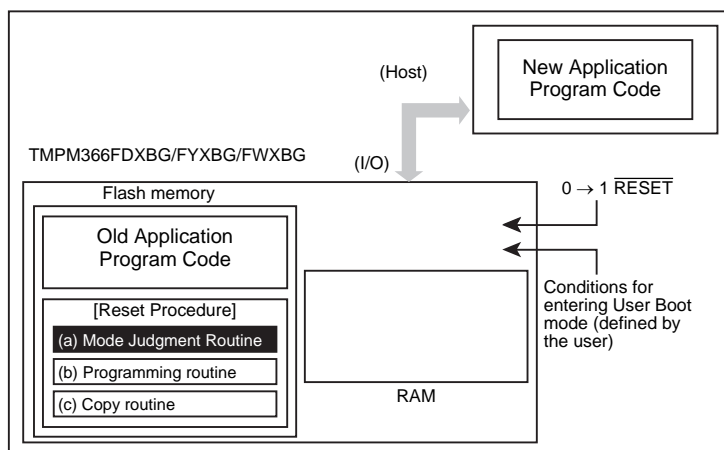 (Host)
New Application
Program Code
TMPM366FDXBG/FYXBG/FWXBG
(I/O)
Flash memory
0 → 1 RESET
Old Application
Program Code
[Reset Procedure]
(a) Mode Judgment Routine
(b) Programming routine
(c) Copy routine
RAM
Conditions for
entering User Boot
mode (defined by
the user)